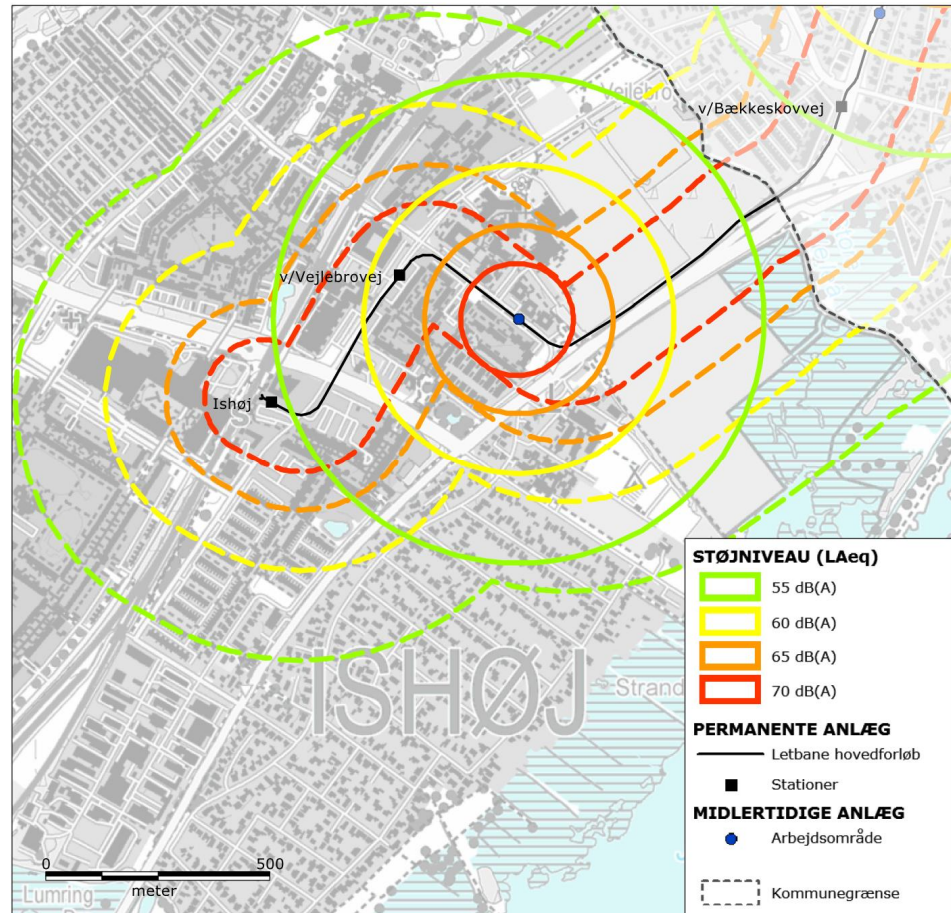 Vejlebro
v/Bækkeskovvej
v/Vejlebrovej
Ishøj
ISHØJ
Strand
Lumring
0 500
meter
STØJNIVEAU (LAeq)
55 dB(A)
60 dB(A)
65 dB(A)
70 dB(A)
PERMANENTE ANLÆG
Letbane hovedforløb
Stationer
MIDLERTIDIGE ANLÆG
Arbejdsområde
Kommunegrænse